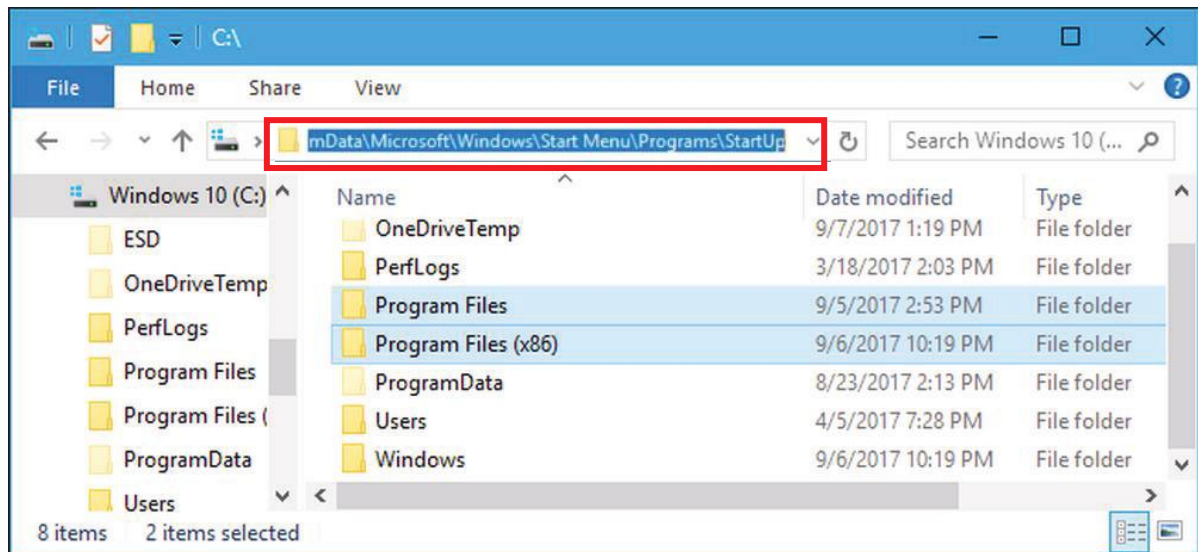 C:\
File Home Share View
mData\Microsoft\Windows\Start Menu\Programs\StartUp Search Windows 10 (...
Windows 10 (C:) Name Date modified Type
ESD OneDriveTemp 9/7/2017 1:19 PM File folder
OneDriveTemp PerfLogs 3/18/2017 2:03 PM File folder
PerfLogs Program Files 9/5/2017 2:53 PM File folder
Program Files Program Files (x86) 9/6/2017 10:19 PM File folder
Program Files ( ProgramData 8/23/2017 2:13 PM File folder
ProgramData Users 4/5/2017 7:28 PM File folder
Users Windows 9/6/2017 10:19 PM File folder
8 items 2 items selected